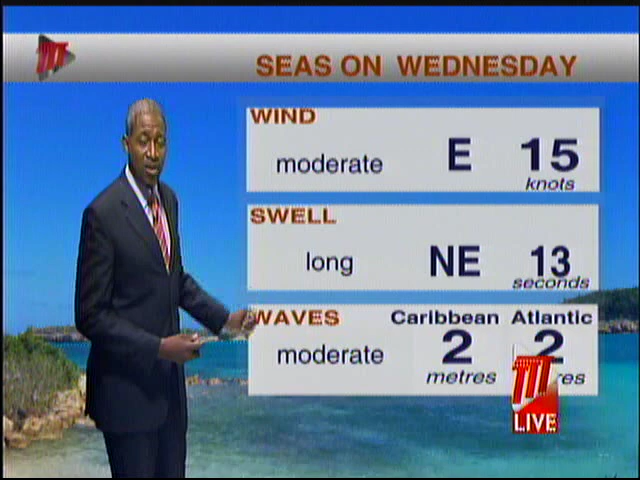 SEAS ON WEDNESDAY
WIND
moderate E 15
knots
SWELL
long NE 13
seconds
WAVES Caribbean Atlantic
moderate 2 2
metres res
LIVE